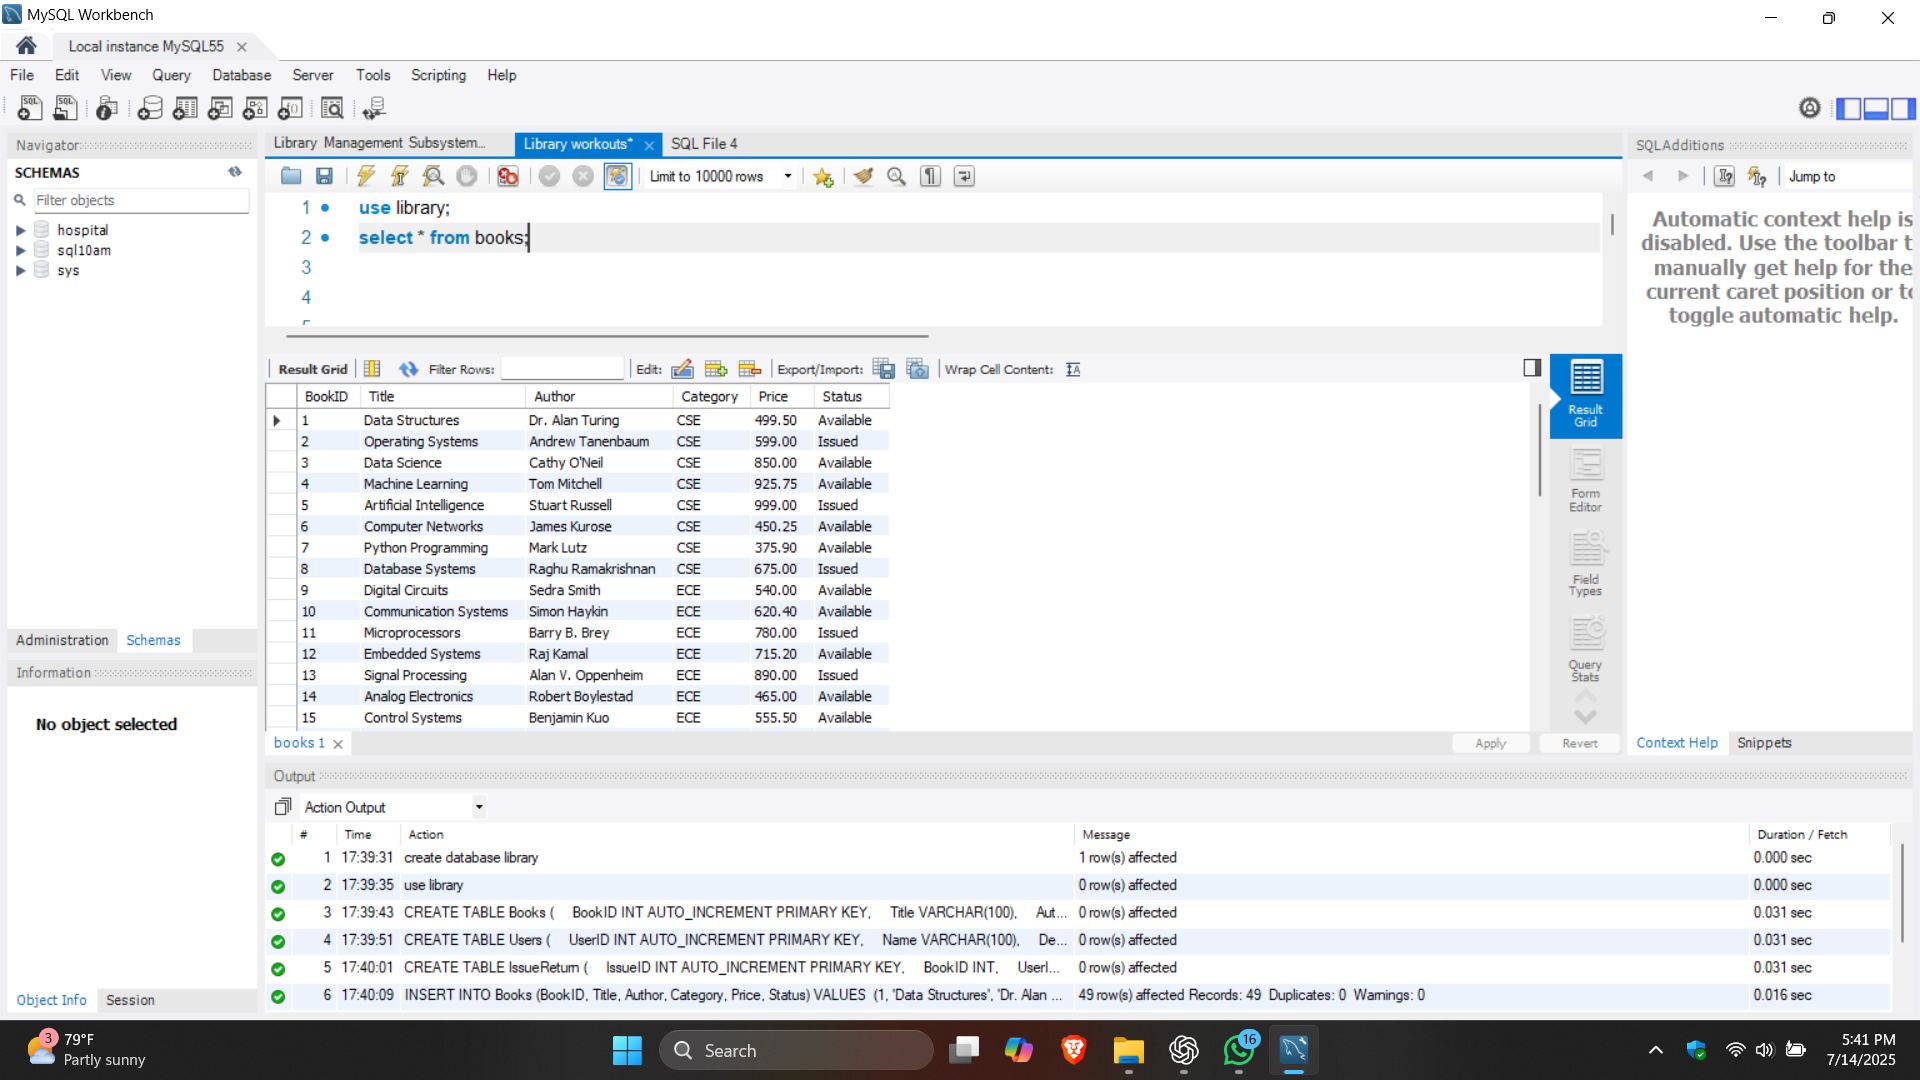 MySQL Workbench
Local instance MySQL55
File Edit View Query Database Server Tools Scripting Help
Navigator
Library Management Subsystem...
Library workouts*
SQL File 4
SQLAdditions
SCHEMAS
Filter objects
hospital
sql10am
sys
Limit to 10000 rows
Jump to
1 use library;
2 select * from books;
3
4
Automatic context help is
disabled. Use the toolbar t
manually get help for the
current caret position or to
toggle automatic help.
Result Grid Filter Rows: Edit: Export/Import: Wrap Cell Content:
BookID Title Author Category Price Status
1 Data Structures Dr. Alan Turing CSE 499.50 Available
2 Operating Systems Andrew Tanenbaum CSE 599.00 Issued
3 Data Science Cathy O'Neil CSE 850.00 Available
4 Machine Learning Tom Mitchell CSE 925.75 Available
5 Artificial Intelligence Stuart Russell CSE 999.00 Issued
6 Computer Networks James Kurose CSE 450.25 Available
7 Python Programming Mark Lutz CSE 375.90 Available
8 Database Systems Raghu Ramakrishnan CSE 675.00 Issued
9 Digital Circuits Sedra Smith ECE 540.00 Available
10 Communication Systems Simon Haykin ECE 620.40 Available
11 Microprocessors Barry B. Brey ECE 780.00 Issued
12 Embedded Systems Raj Kamal ECE 715.20 Available
13 Signal Processing Alan V. Oppenheim ECE 890.00 Issued
14 Analog Electronics Robert Boylestad ECE 465.00 Available
15 Control Systems Benjamin Kuo ECE 555.50 Available
Result
Grid
Form
Editor
Field
Types
Query
Stats
Administration Schemas
Information
No object selected
Object Info Session
books 1
Apply Revert
Context Help Snippets
Output
Action Output
# Time Action Message Duration / Fetch
1 17:39:31 create database library 1 row(s) affected 0.000 sec
2 17:39:35 use library 0 row(s) affected 0.000 sec
3 17:39:43 CREATE TABLE Books ( BookID INT AUTO_INCREMENT PRIMARY KEY, Title VARCHAR(100), Aut... 0 row(s) affected 0.031 sec
4 17:39:51 CREATE TABLE Users ( UserID INT AUTO_INCREMENT PRIMARY KEY, Name VARCHAR(100), De... 0 row(s) affected 0.031 sec
5 17:40:01 CREATE TABLE IssueReturn ( IssueID INT AUTO_INCREMENT PRIMARY KEY, BookID INT, UserI... 0 row(s) affected 0.031 sec
6 17:40:09 INSERT INTO Books (BookID, Title, Author, Category, Price, Status) VALUES (1, 'Data Structures', 'Dr. Alan ... 49 row(s) affected Records: 49 Duplicates: 0 Warnings: 0 0.016 sec
3
79°F
Partly sunny
Search
16
5:41 PM
7/14/2025